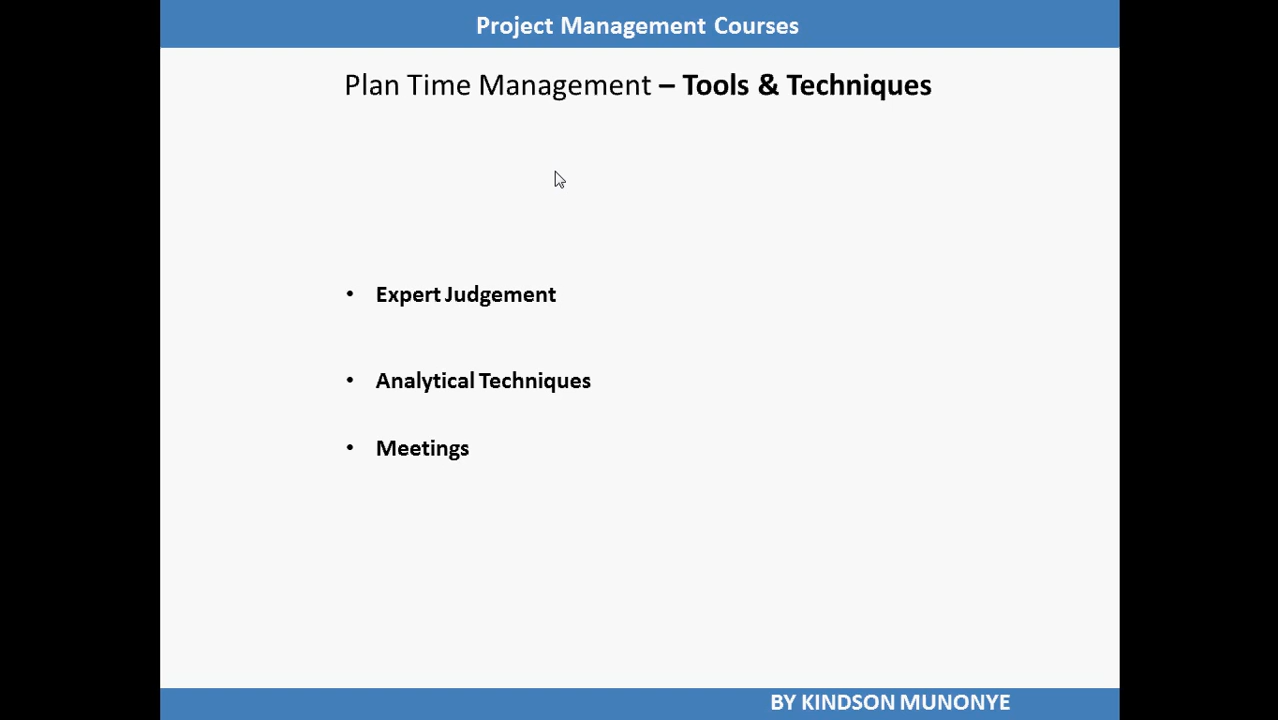 Project Management Courses
Plan Time Management – Tools & Techniques
• Expert Judgement
• Analytical Techniques
• Meetings
BY KINDSON MUNONYE